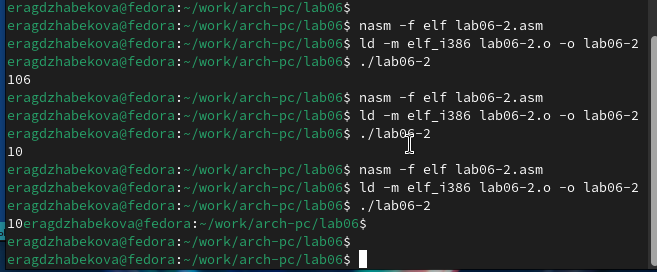 eragdzhabekova@fedora:~/work/arch-pc/lab06$
eragdzhabekova@fedora:~/work/arch-pc/lab06$ nasm -f elf lab06-2.asm
eragdzhabekova@fedora:~/work/arch-pc/lab06$ ld -m elf_i386 lab06-2.o -o lab06-2
eragdzhabekova@fedora:~/work/arch-pc/lab06$ ./lab06-2
106
eragdzhabekova@fedora:~/work/arch-pc/lab06$ nasm -f elf lab06-2.asm
eragdzhabekova@fedora:~/work/arch-pc/lab06$ ld -m elf_i386 lab06-2.o -o lab06-2
eragdzhabekova@fedora:~/work/arch-pc/lab06$ ./lab06-2
10
eragdzhabekova@fedora:~/work/arch-pc/lab06$ nasm -f elf lab06-2.asm
eragdzhabekova@fedora:~/work/arch-pc/lab06$ ld -m elf_i386 lab06-2.o -o lab06-2
eragdzhabekova@fedora:~/work/arch-pc/lab06$ ./lab06-2
10eragdzhabekova@fedora:~/work/arch-pc/lab06$
eragdzhabekova@fedora:~/work/arch-pc/lab06$
eragdzhabekova@fedora:~/work/arch-pc/lab06$